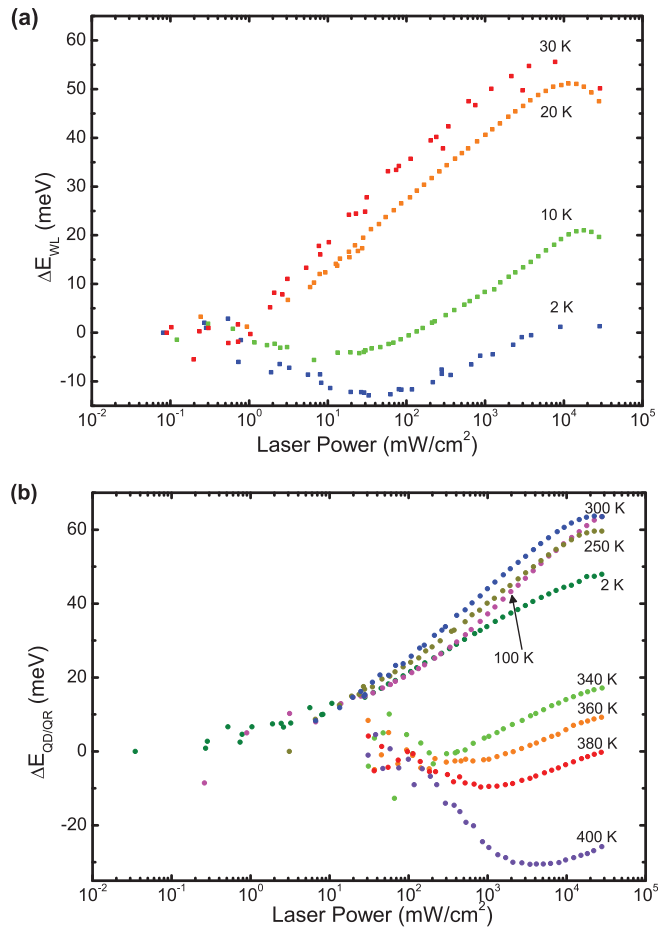 (a)
60
50
40
30
20
10
0
-10
ΔE_WL (meV)
30 K
20 K
10 K
2 K
10^-2 10^-1 10^0 10^1 10^2 10^3 10^4 10^5
Laser Power (mW/cm^2)
(b)
60
40
20
0
-20
ΔE_QD/QR (meV)
300 K
250 K
2 K
100 K
340 K
360 K
380 K
400 K
10^-2 10^-1 10^0 10^1 10^2 10^3 10^4 10^5
Laser Power (mW/cm^2)